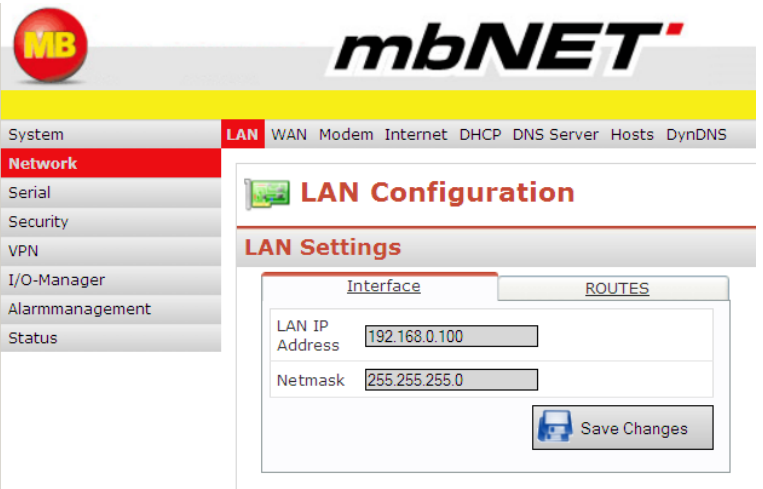 MB
mbNET
System
Network
Serial
Security
VPN
I/O-Manager
Alarmmanagement
Status
LAN WAN Modem Internet DHCP DNS Server Hosts DynDNS
LAN Configuration
LAN Settings
Interface ROUTES
LAN IP
Address 192.168.0.100
Netmask 255.255.255.0
Save Changes